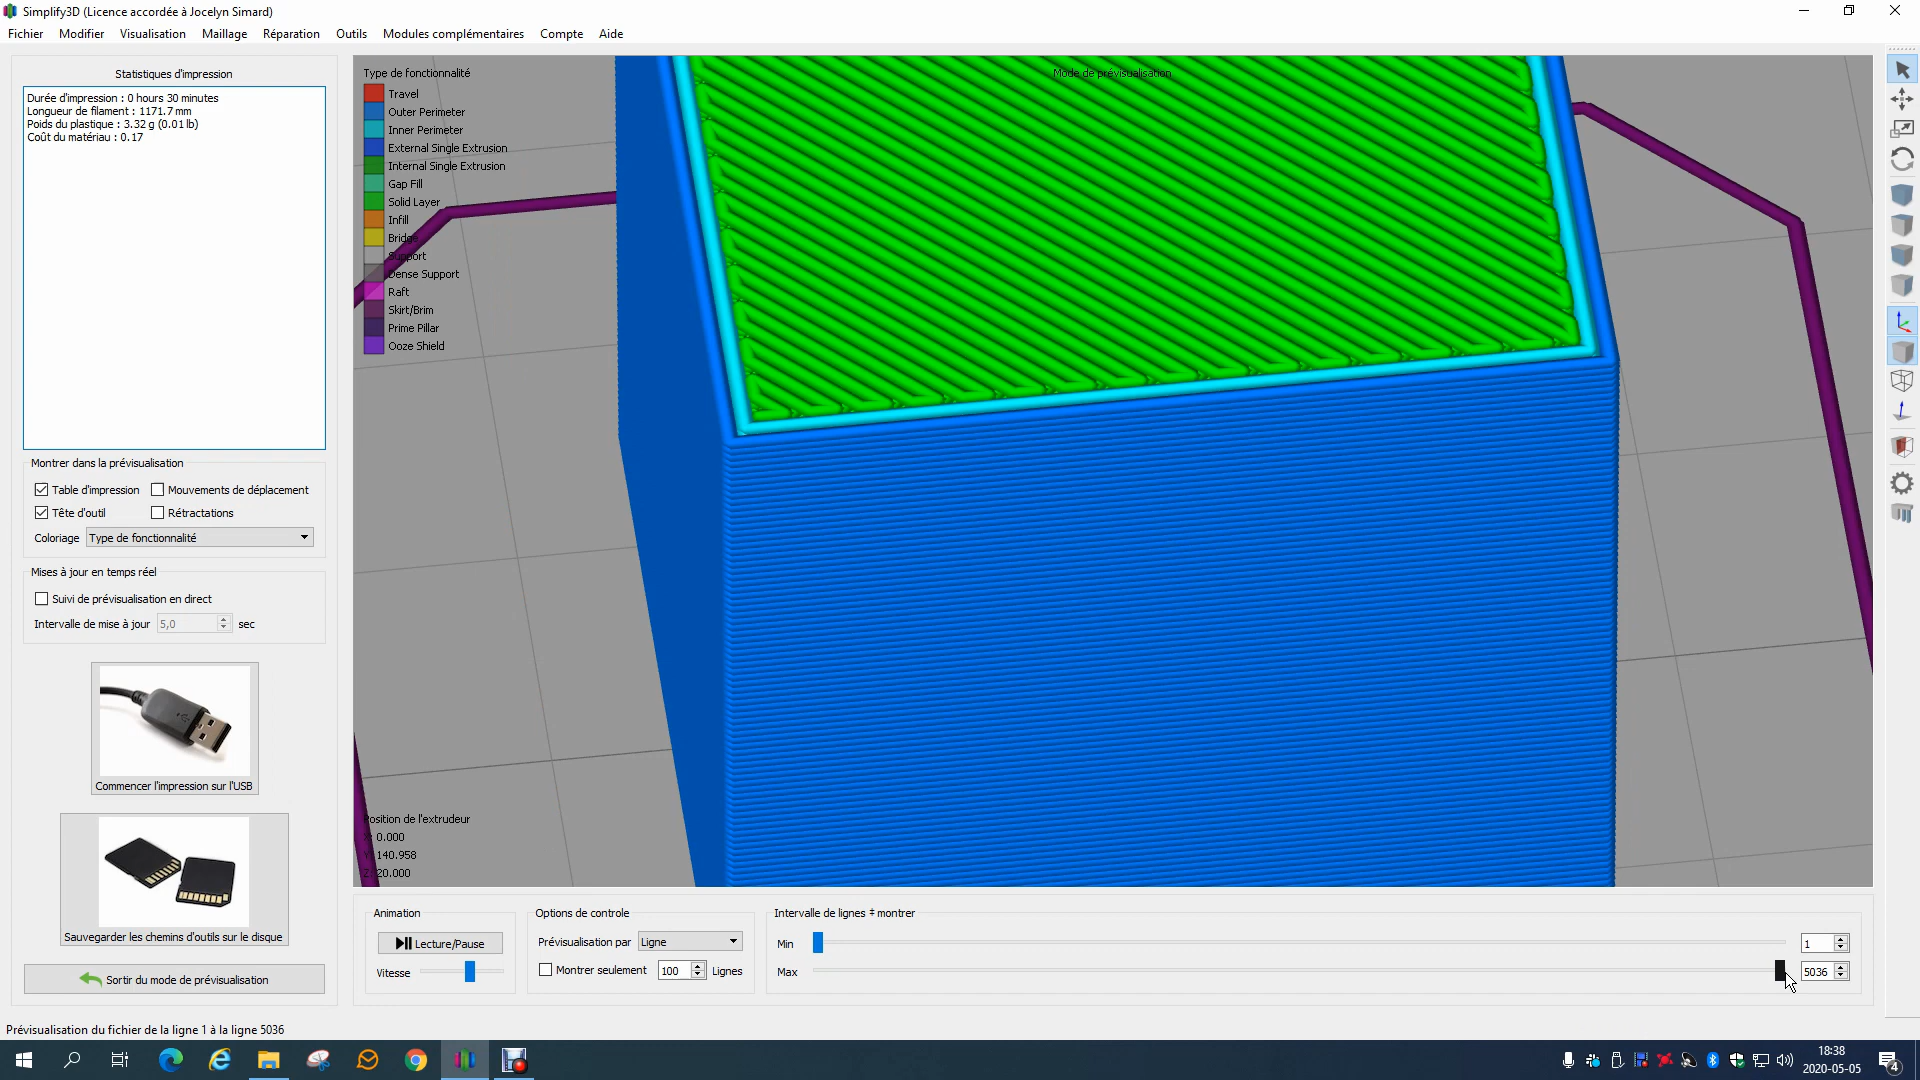 Simplify3D (Licence accordée à Jocelyn Simard)
Fichier Modifier Visualisation Maillage Réparation Outils Modules complémentaires Compte Aide
Statistiques d'impression
Durée d'impression : 0 hours 30 minutes
Longueur de filament : 1171.7 mm
Poids du plastique : 3.32 g (0.01 lb)
Coût du matériau : 0.17
Montrer dans la prévisualisation
Table d'impression Mouvements de déplacement
Tête d'outil Rétractations
Coloriage Type de fonctionnalité
Mises à jour en temps réel
Suivi de prévisualisation en direct
Intervalle de mise à jour 5,0 sec
Commencer l'impression sur l'USB
Sauvegarder les chemins d'outils sur le disque
Sortir du mode de prévisualisation
Type de fonctionnalité
Travel
Outer Perimeter
Inner Perimeter
External Single Extrusion
Internal Single Extrusion
Gap Fill
Solid Layer
Infill
Bridge
Support
Dense Support
Raft
Skirt/Brim
Prime Pillar
Ooze Shield
Mode de prévisualisation
Position de l'extrudeur
X: 0.000
Y: 140.958
Z: 20.000
Animation
Lecture/Pause
Vitesse
Options de controle
Prévisualisation par Ligne
Montrer seulement 100 Lignes
Intervalle de lignes ‡ montrer
Min 1
Max 5036
Prévisualisation du fichier de la ligne 1 à la ligne 5036
18:38
2020-05-05
4